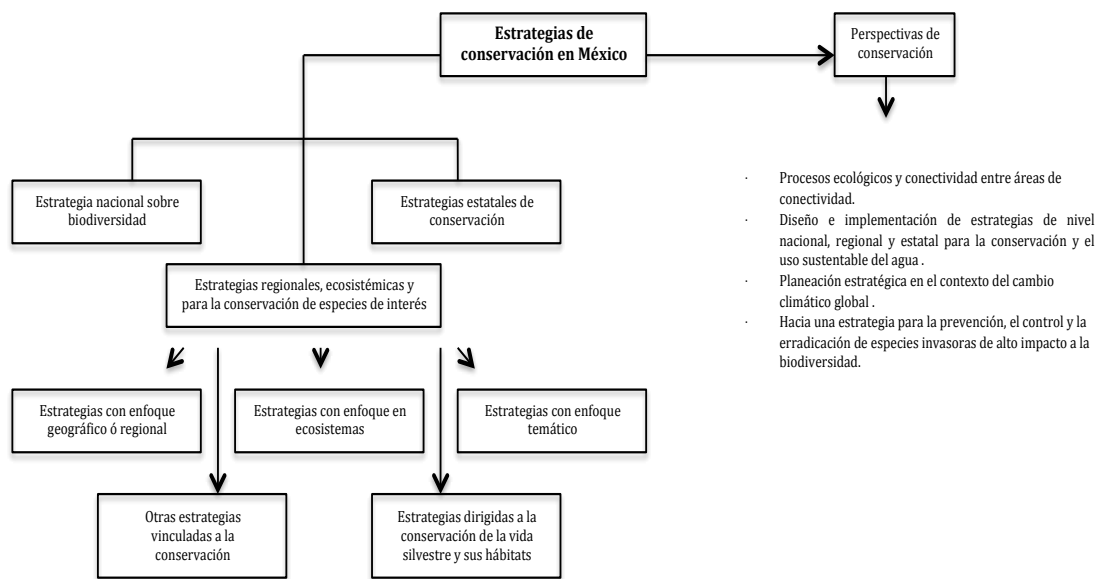 Estrategias de
conservación en México
Perspectivas de
conservación
Estrategia nacional sobre
biodiversidad
Estrategias estatales de
conservación
Estrategias regionales, ecosistémicas y
para la conservación de especies de interés
Estrategias con enfoque
geográfico ó regional
Estrategias con enfoque en
ecosistemas
Estrategias con enfoque
temático
Otras estrategias
vinculadas a la
conservación
Estrategias dirigidas a la
conservación de la vida
silvestre y sus hábitats
· Procesos ecológicos y conectividad entre áreas de
conectividad.
· Diseño e implementación de estrategias de nivel
nacional, regional y estatal para la conservación y el
uso sustentable del agua .
· Planeación estratégica en el contexto del cambio
climático global .
· Hacia una estrategia para la prevención, el control y la
erradicación de especies invasoras de alto impacto a la
biodiversidad.